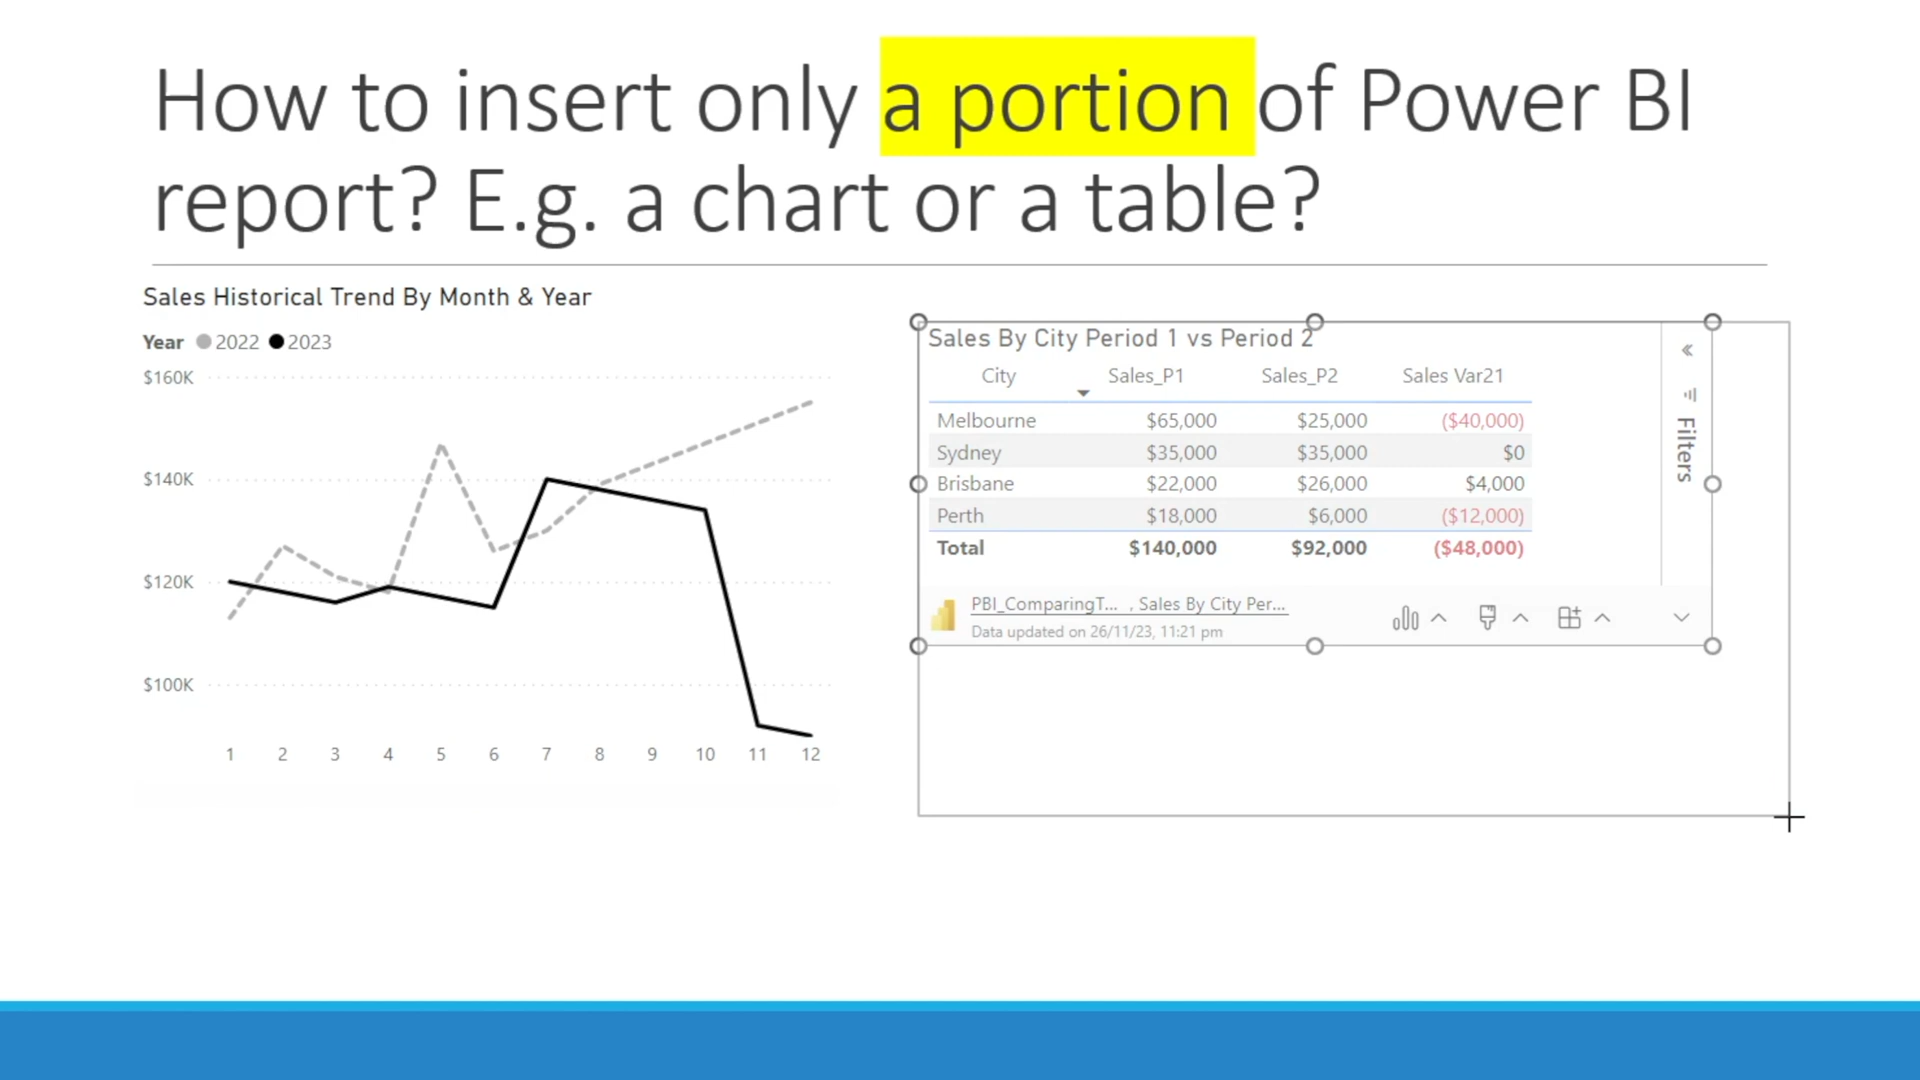 How to insert only a portion of Power BI
report? E.g. a chart or a table?
Sales Historical Trend By Month & Year
Year 2022 2023
$160K
$140K
$120K
$100K
1 2 3 4 5 6 7 8 9 10 11 12
Sales By City Period 1 vs Period 2
City Sales_P1 Sales_P2 Sales Var21
Melbourne $65,000 $25,000 ($40,000)
Sydney $35,000 $35,000 $0
Brisbane $22,000 $26,000 $4,000
Perth $18,000 $6,000 ($12,000)
Total $140,000 $92,000 ($48,000)
Filters
PBI_ComparingT... , Sales By City Per...
Data updated on 26/11/23, 11:21 pm